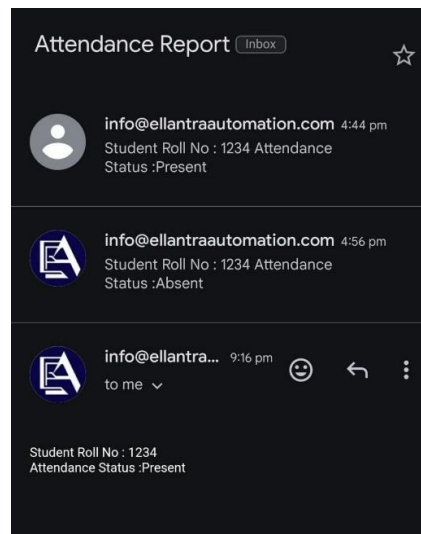 Attendance Report Inbox
info@ellantraautomation.com 4:44 pm
Student Roll No : 1234 Attendance
Status :Present
info@ellantraautomation.com 4:56 pm
Student Roll No : 1234 Attendance
Status :Absent
info@ellantra... 9:16 pm
to me
Student Roll No : 1234
Attendance Status :Present